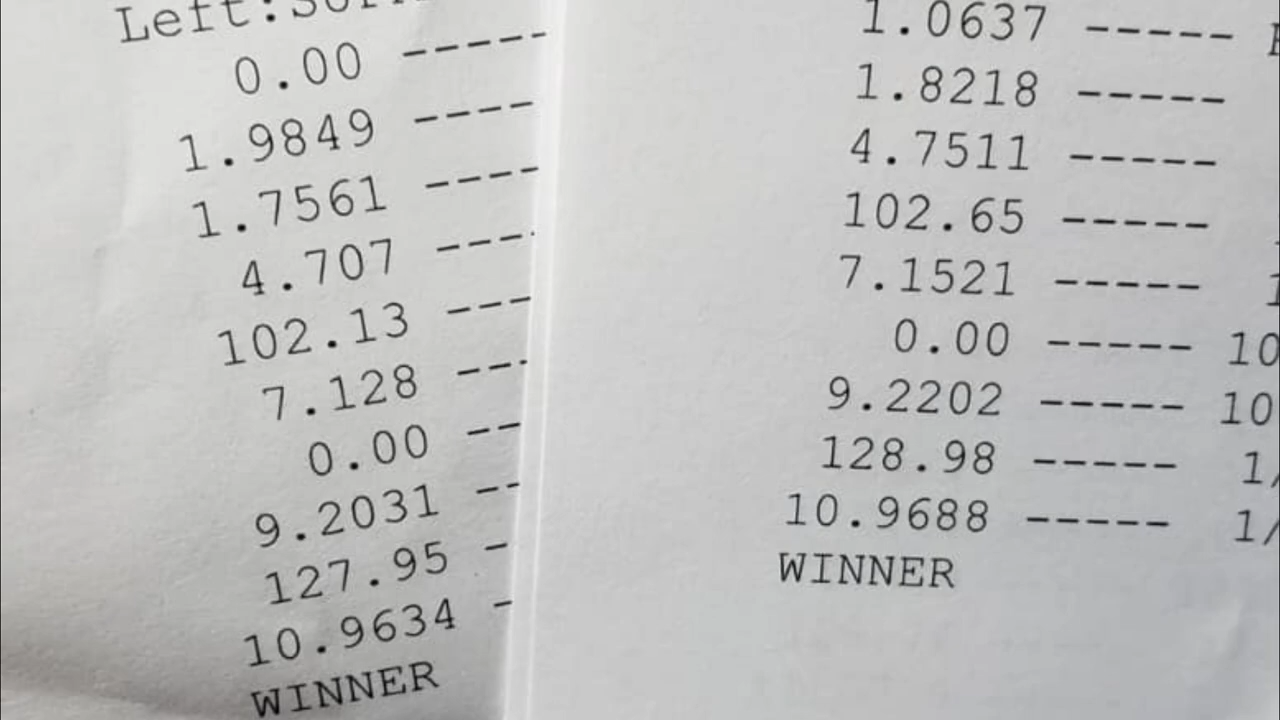 Left:
0.00 -----
1.9849 ----
1.7561 ----
4.707 ----
102.13 ---
7.128 ---
0.00 --
9.2031 --
127.95 -
10.9634 -
WINNER
1.0637 -----
1.8218 -----
4.7511 -----
102.65 -----
7.1521 ----- 1
0.00 ----- 10
9.2202 ----- 10
128.98 ----- 1/
10.9688 ----- 1/
WINNER